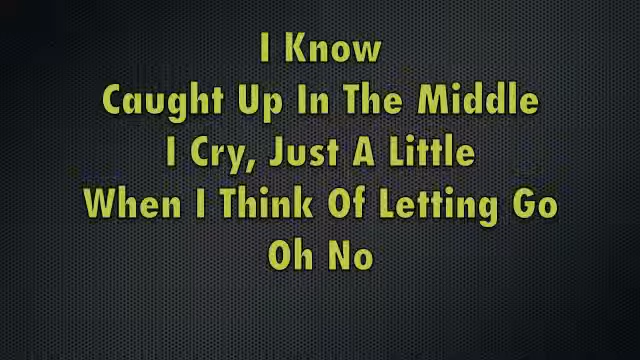 I Know
Caught Up In The Middle
I Cry, Just A Little
When I Think Of Letting Go
Oh No